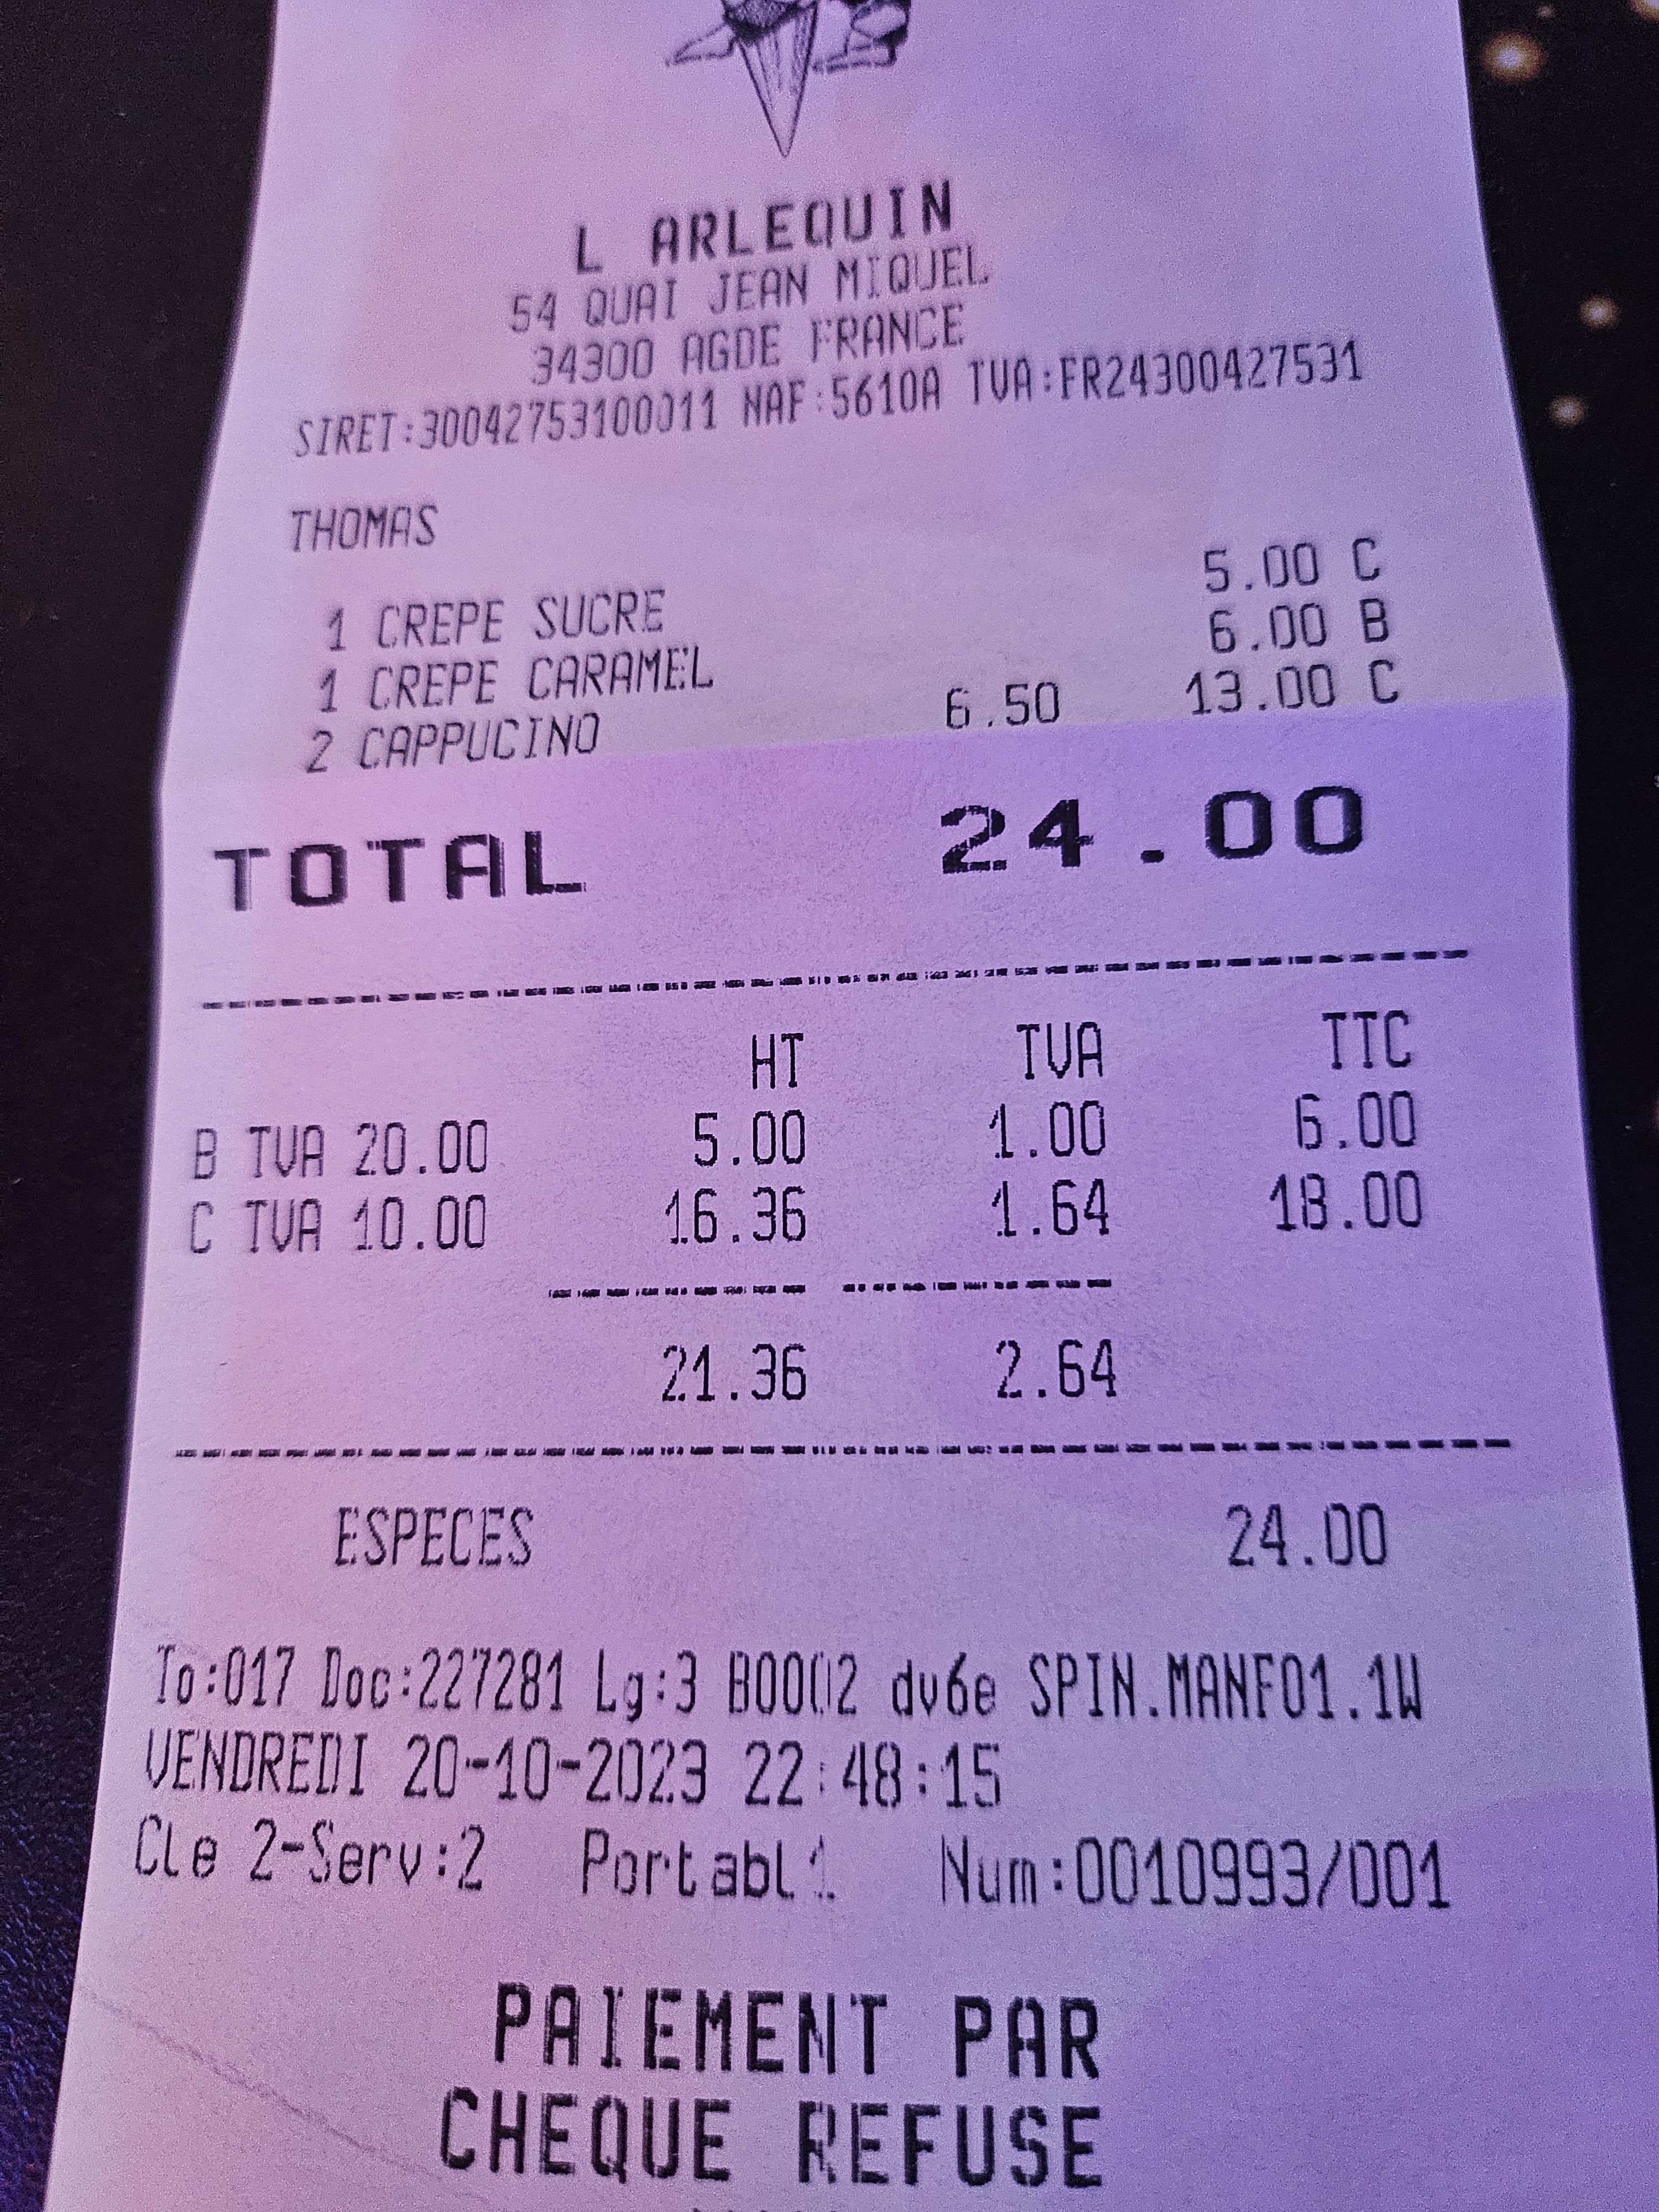 L ARLEQUIN
54 QUAI JEAN MIQUEL
34300 AGDE FRANCE
SIRET:30042753100011 NAF:5610A TVA:FR24300427531
THOMAS
1 CREPE SUCRE 5.00 C
1 CREPE CARAMEL 6.00 B
2 CAPPUCINO 6.50 13.00 C
TOTAL 24.00
HT TVA TTC
B TVA 20.00 5.00 1.00 6.00
C TVA 10.00 16.36 1.64 18.00
21.36 2.64
ESPECES 24.00
To:017 Doc:227281 Lg:3 B0002 dv6e SPIN.MANF01.1W
VENDREDI 20-10-2023 22:48:15
Cle 2-Serv:2 Portabl1 Num:0010993/001
PAIEMENT PAR
CHEQUE REFUSE